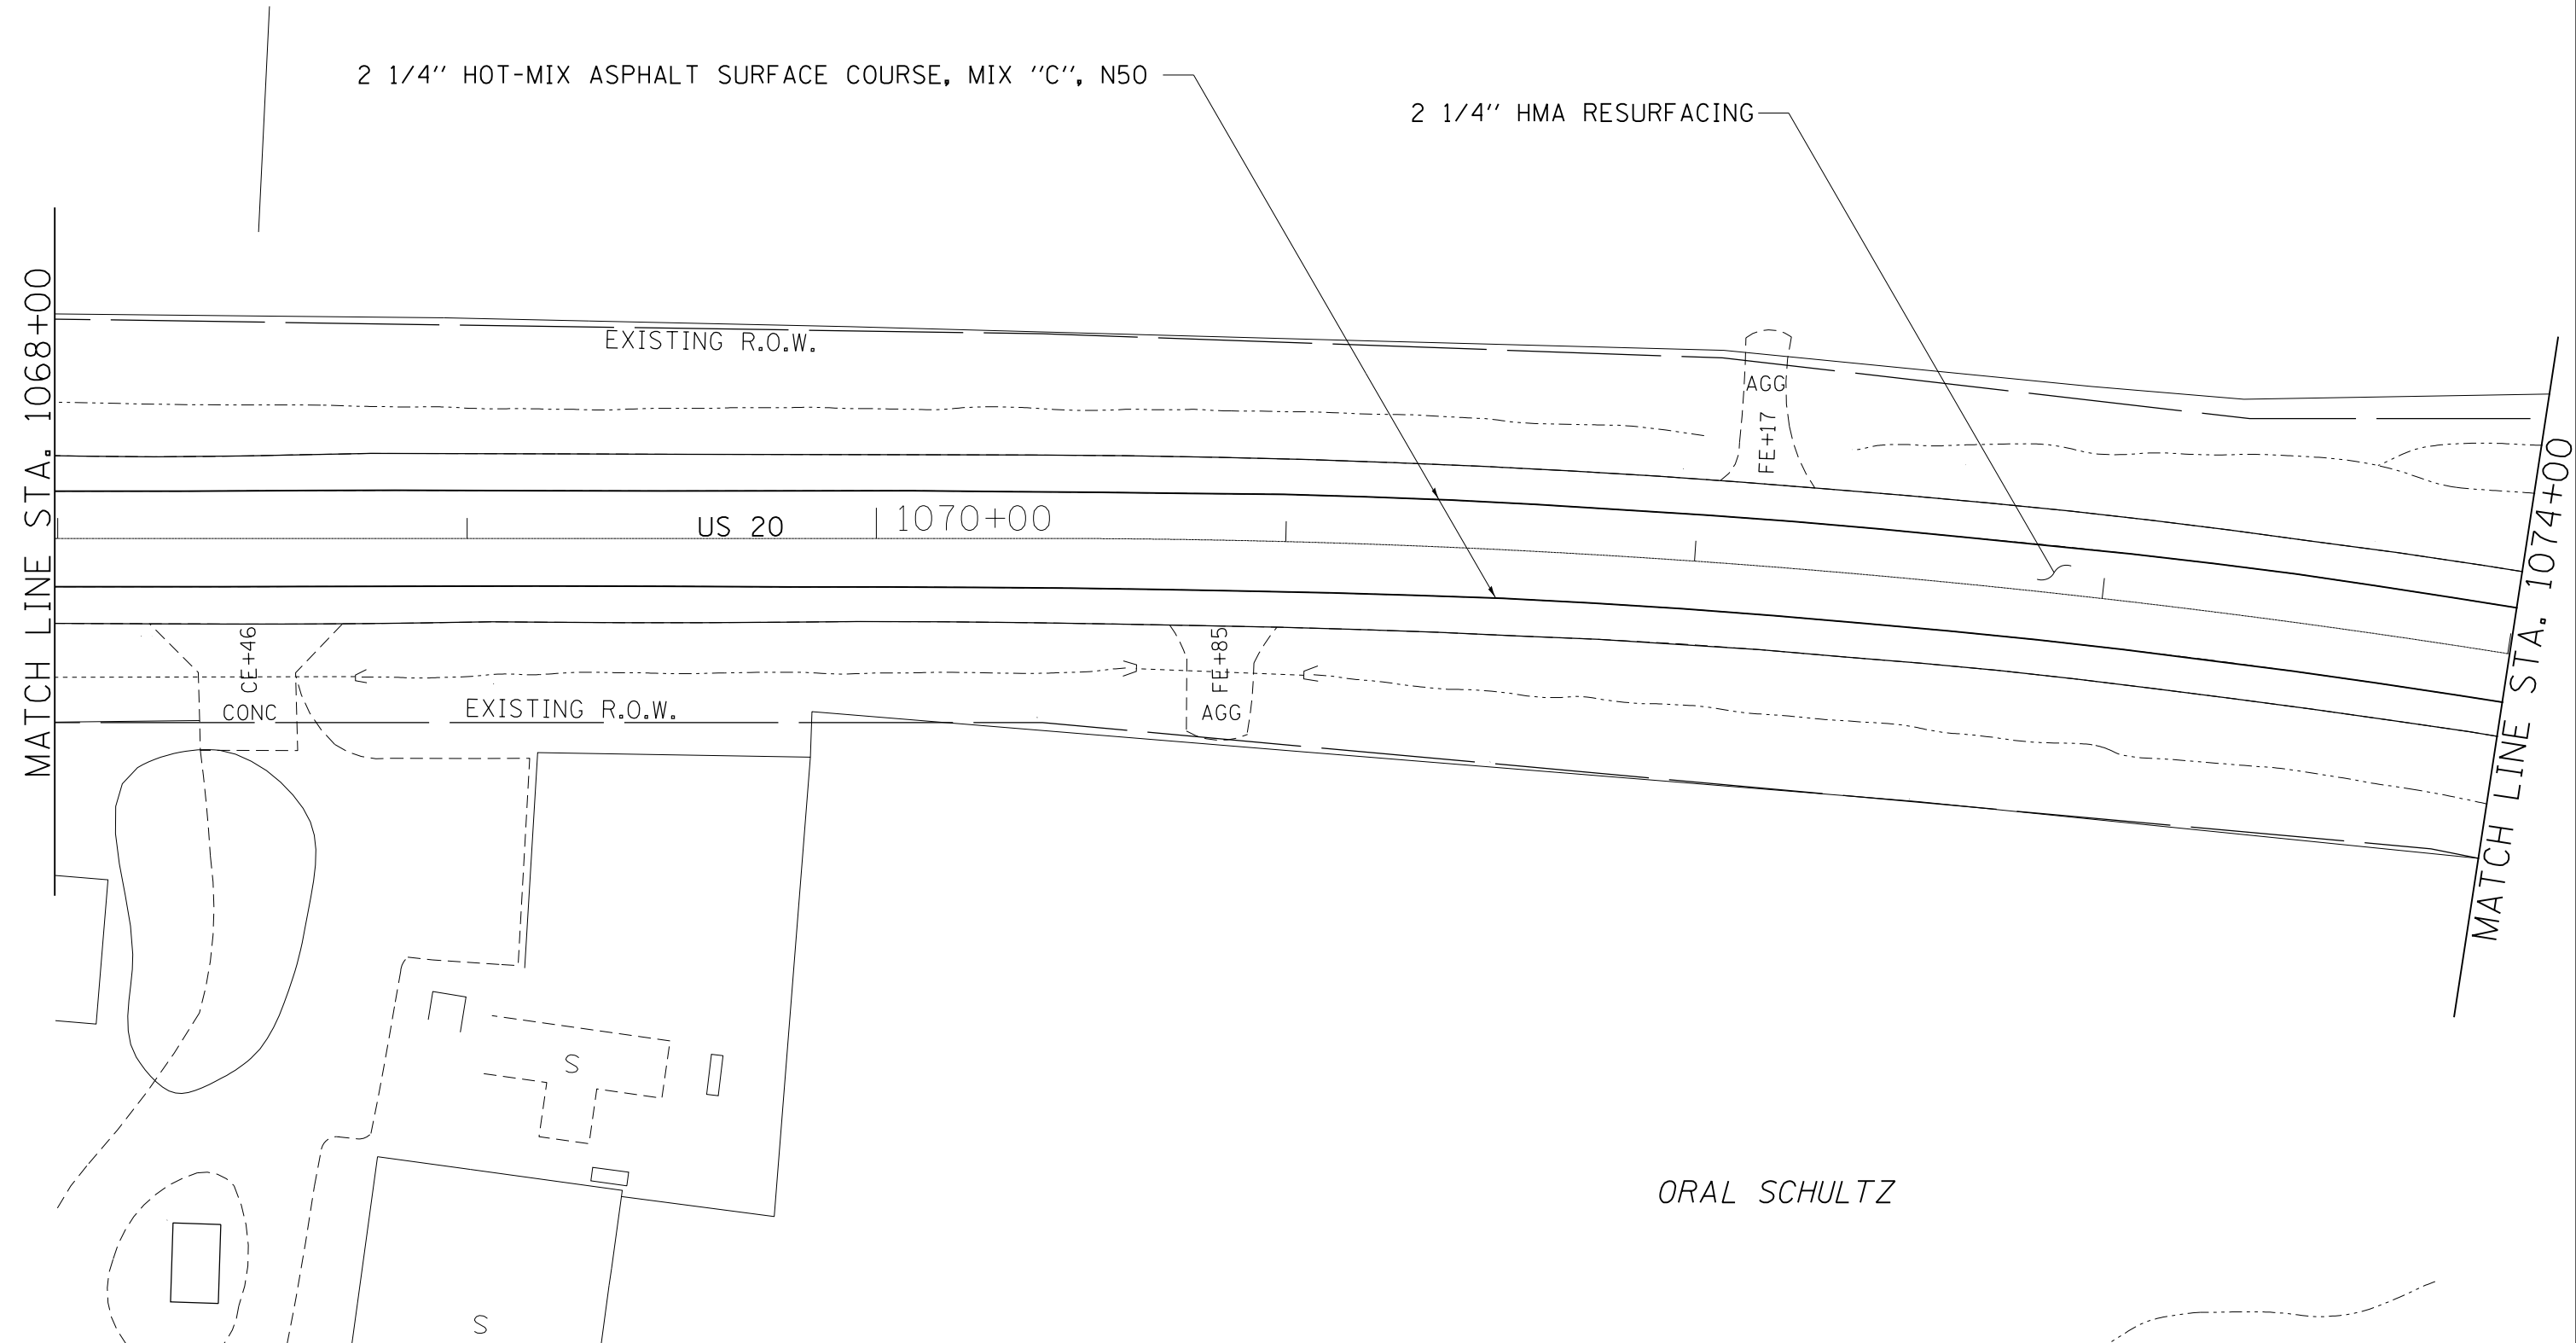 2 1/4" HOT-MIX ASPHALT SURFACE COURSE, MIX "C", N50
2 1/4" HMA RESURFACING
MATCH LINE STA. 1068+00
EXISTING R.O.W.
AGG
FE+17
US 20
1070+00
MATCH LINE STA. 1074+00
CE+46
CONC
EXISTING R.O.W.
FE+85
AGG
S
ORAL SCHULTZ
S